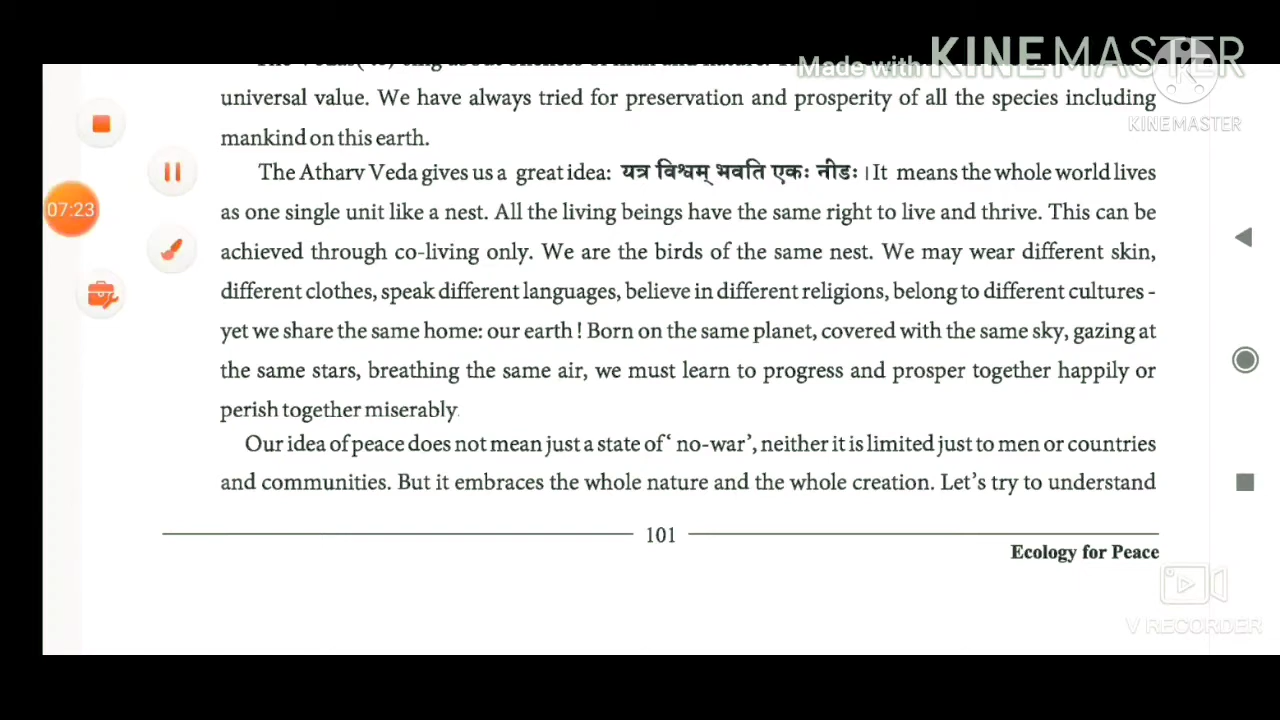 Made with KINEMASTER
KINEMASTER
universal value. We have always tried for preservation and prosperity of all the species including
mankind on this earth.
The Atharv Veda gives us a great idea: यत्र विश्वम् भवति एकः नीडः । It means the whole world lives
as one single unit like a nest. All the living beings have the same right to live and thrive. This can be
achieved through co-living only. We are the birds of the same nest. We may wear different skin,
different clothes, speak different languages, believe in different religions, belong to different cultures -
yet we share the same home: our earth ! Born on the same planet, covered with the same sky, gazing at
the same stars, breathing the same air, we must learn to progress and prosper together happily or
perish together miserably.
Our idea of peace does not mean just a state of ‘ no-war’, neither it is limited just to men or countries
and communities. But it embraces the whole nature and the whole creation. Let’s try to understand
101
Ecology for Peace
07:23
V RECORDER